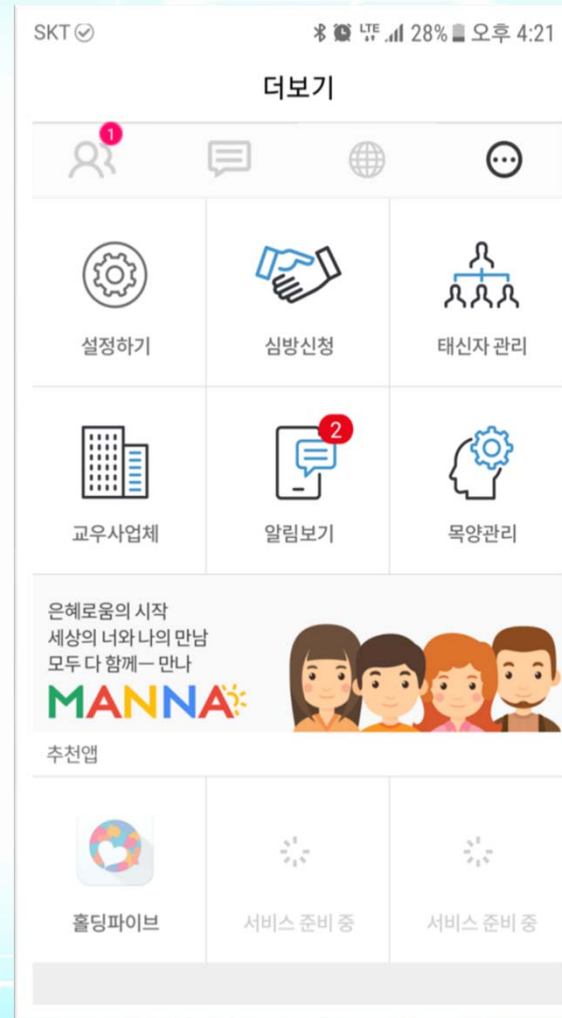 SKT LTE 28% 오후 4:21
더보기
1
설정하기 심방신청 태신자 관리
2
교우사업체 알림보기 목양관리
은혜로움의 시작
세상의 너와 나의 만남
모두 다 함께— 만나
MANNA
추천앱
홀딩파이브 서비스 준비 중 서비스 준비 중